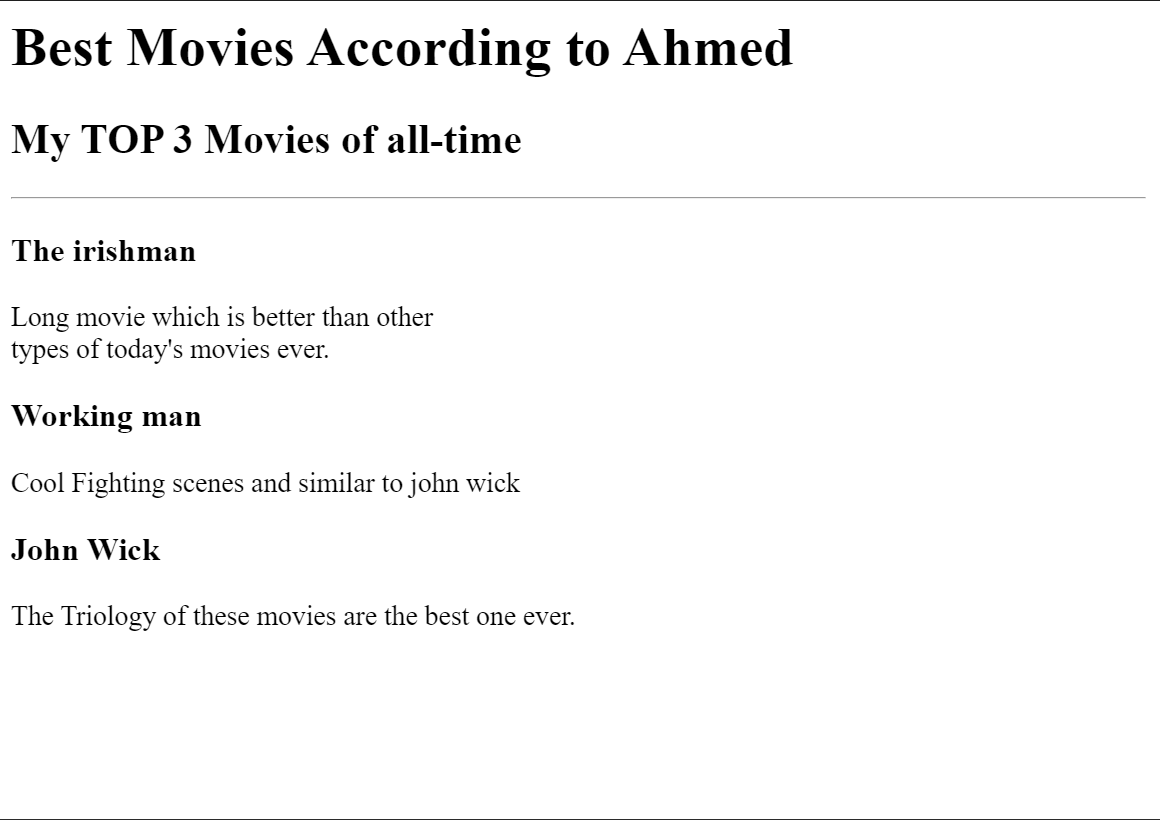 Best Movies According to Ahmed
My TOP 3 Movies of all-time
The irishman
Long movie which is better than other
types of today's movies ever.
Working man
Cool Fighting scenes and similar to john wick
John Wick
The Triology of these movies are the best one ever.